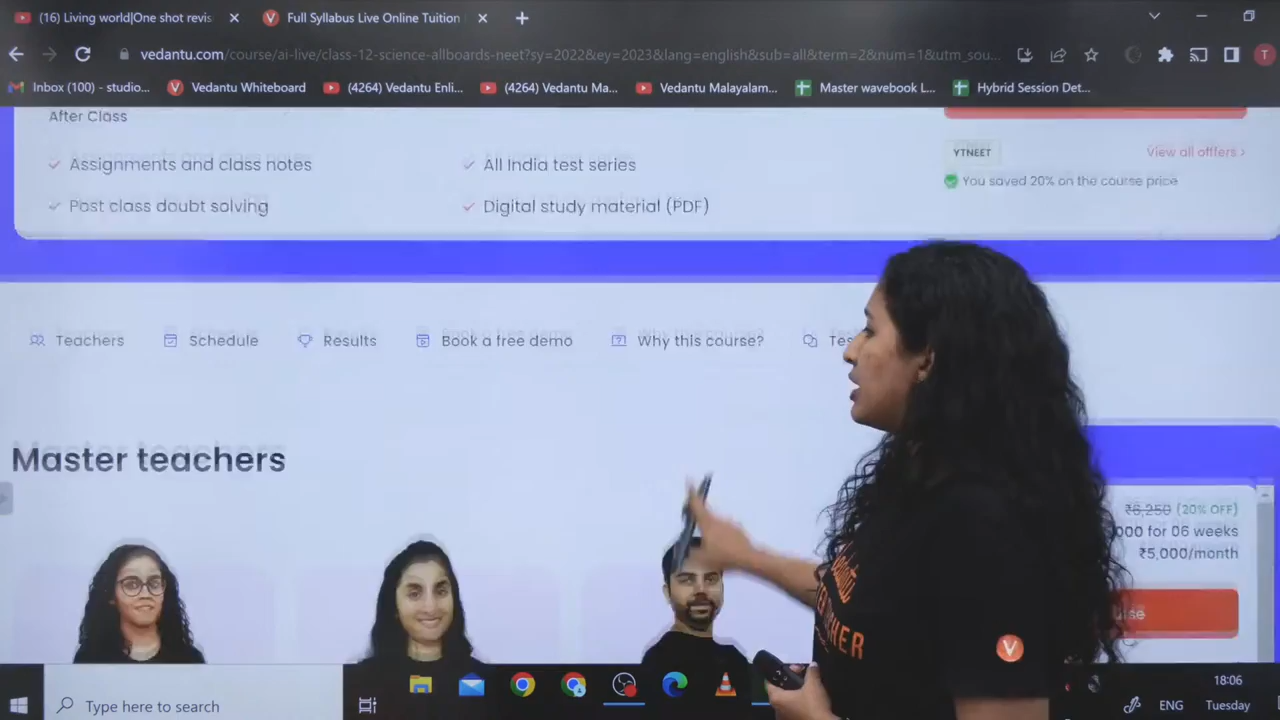 (16) Living world|One shot revis
Full Syllabus Live Online Tuition
vedantu.com/course/ai-live/class-12-science-allboards-neet?sy=2022&ey=2023&lang=english&sub=all&term=2&num=1&utm_sou...
T
Inbox (100) - studio...
Vedantu Whiteboard
(4264) Vedantu Enli...
(4264) Vedantu Ma...
Vedantu Malayalam...
Master wavebook L...
Hybrid Session Det...
After Class
Assignments and class notes
All India test series
YTNEET
View all offers >
You saved 20% on the course price
Past class doubt solving
Digital study material (PDF)
Teachers
Schedule
Results
Book a free demo
Why this course?
Master teachers
₹6,250 (20% OFF)
for 06 weeks
₹5,000/month
V
Type here to search
18:06
ENG
Tuesday